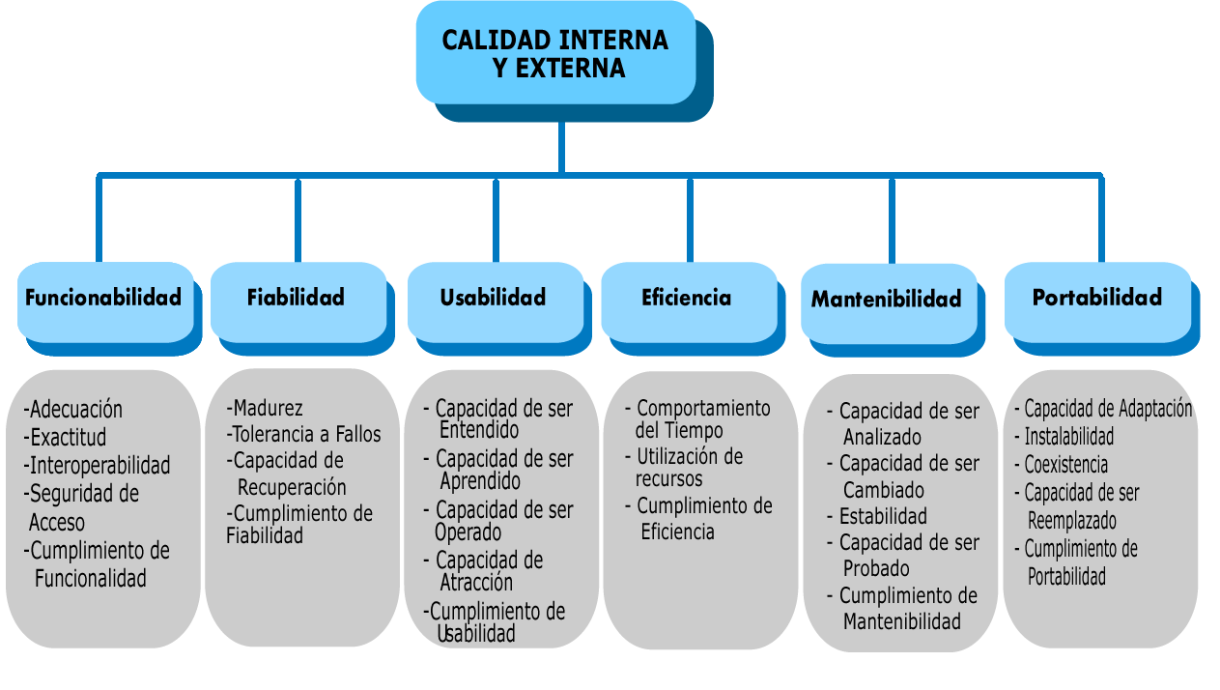 CALIDAD INTERNA
Y EXTERNA
Funcionabilidad
Fiabilidad
Usabilidad
Eficiencia
Mantenibilidad
Portabilidad
-Adecuación
-Exactitud
-Interoperabilidad
-Seguridad de
Acceso
-Cumplimiento de
Funcionalidad
-Madurez
-Tolerancia a Fallos
-Capacidad de
Recuperación
-Cumplimiento de
Fiabilidad
- Capacidad de ser
Entendido
- Capacidad de ser
Aprendido
- Capacidad de ser
Operado
- Capacidad de
Atracción
-Cumplimiento de
Usabilidad
- Comportamiento
del Tiempo
- Utilización de
recursos
- Cumplimiento de
Eficiencia
- Capacidad de ser
Analizado
- Capacidad de ser
Cambiado
- Estabilidad
- Capacidad de ser
Probado
- Cumplimiento de
Mantenibilidad
- Capacidad de Adaptación
- Instalabilidad
- Coexistencia
- Capacidad de ser
Reemplazado
- Cumplimiento de
Portabilidad